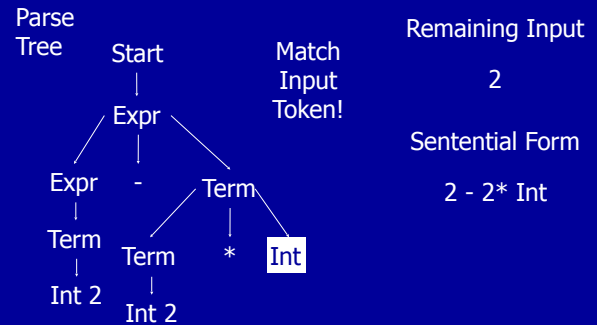 Parse
Tree
Start
Expr
Expr - Term
Term Term * Int
Int 2
Int 2
Match
Input
Token!
Remaining Input
2
Sentential Form
2 - 2* Int